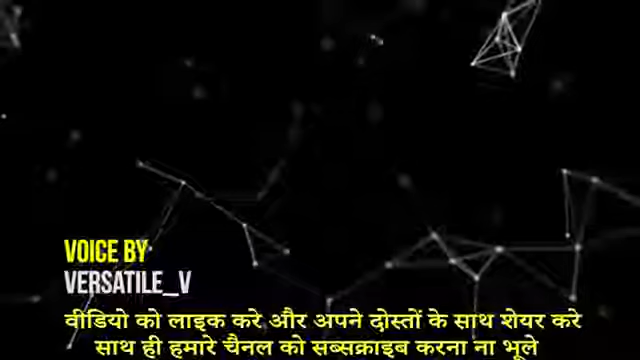 VOICE BY
VERSATILE_V
वीडियो को लाइक करे और अपने दोस्तों के साथ शेयर करे
साथ ही हमारे चैनल को सब्सक्राइब करना ना भूले